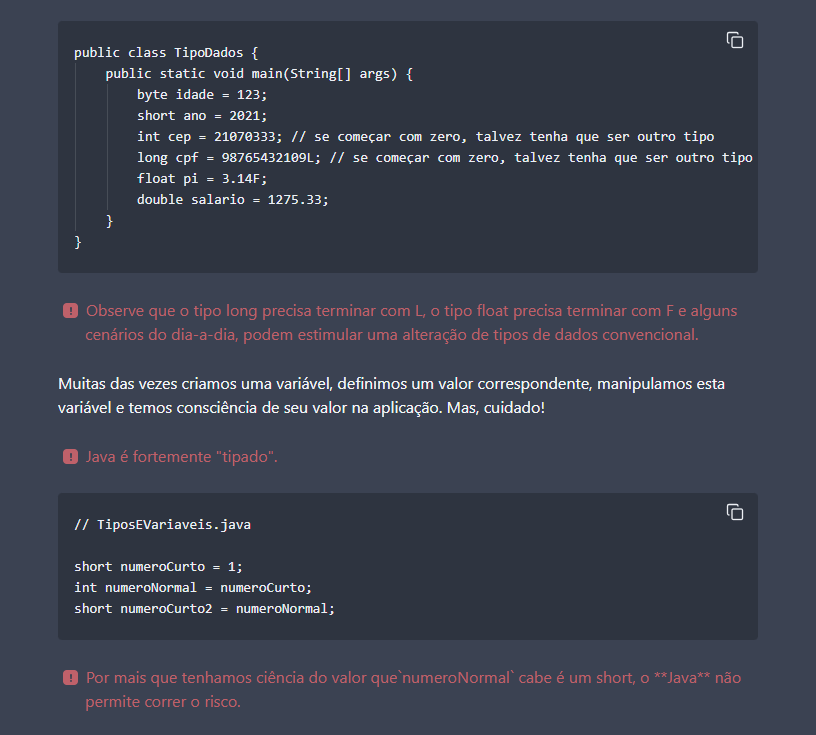 public class TipoDados {
    public static void main(String[] args) {
        byte idade = 123;
        short ano = 2021;
        int cep = 21070333; // se começar com zero, talvez tenha que ser outro tipo
        long cpf = 98765432109L; // se começar com zero, talvez tenha que ser outro tipo
        float pi = 3.14F;
        double salario = 1275.33;
    }
}
! Observe que o tipo long precisa terminar com L, o tipo float precisa terminar com F e alguns
cenários do dia-a-dia, podem estimular uma alteração de tipos de dados convencional.
Muitas das vezes criamos uma variável, definimos um valor correspondente, manipulamos esta
variável e temos consciência de seu valor na aplicação. Mas, cuidado!
! Java é fortemente "tipado".
// TiposEVariaveis.java
short numeroCurto = 1;
int numeroNormal = numeroCurto;
short numeroCurto2 = numeroNormal;
! Por mais que tenhamos ciência do valor que`numeroNormal` cabe é um short, o **Java** não
permite correr o risco.